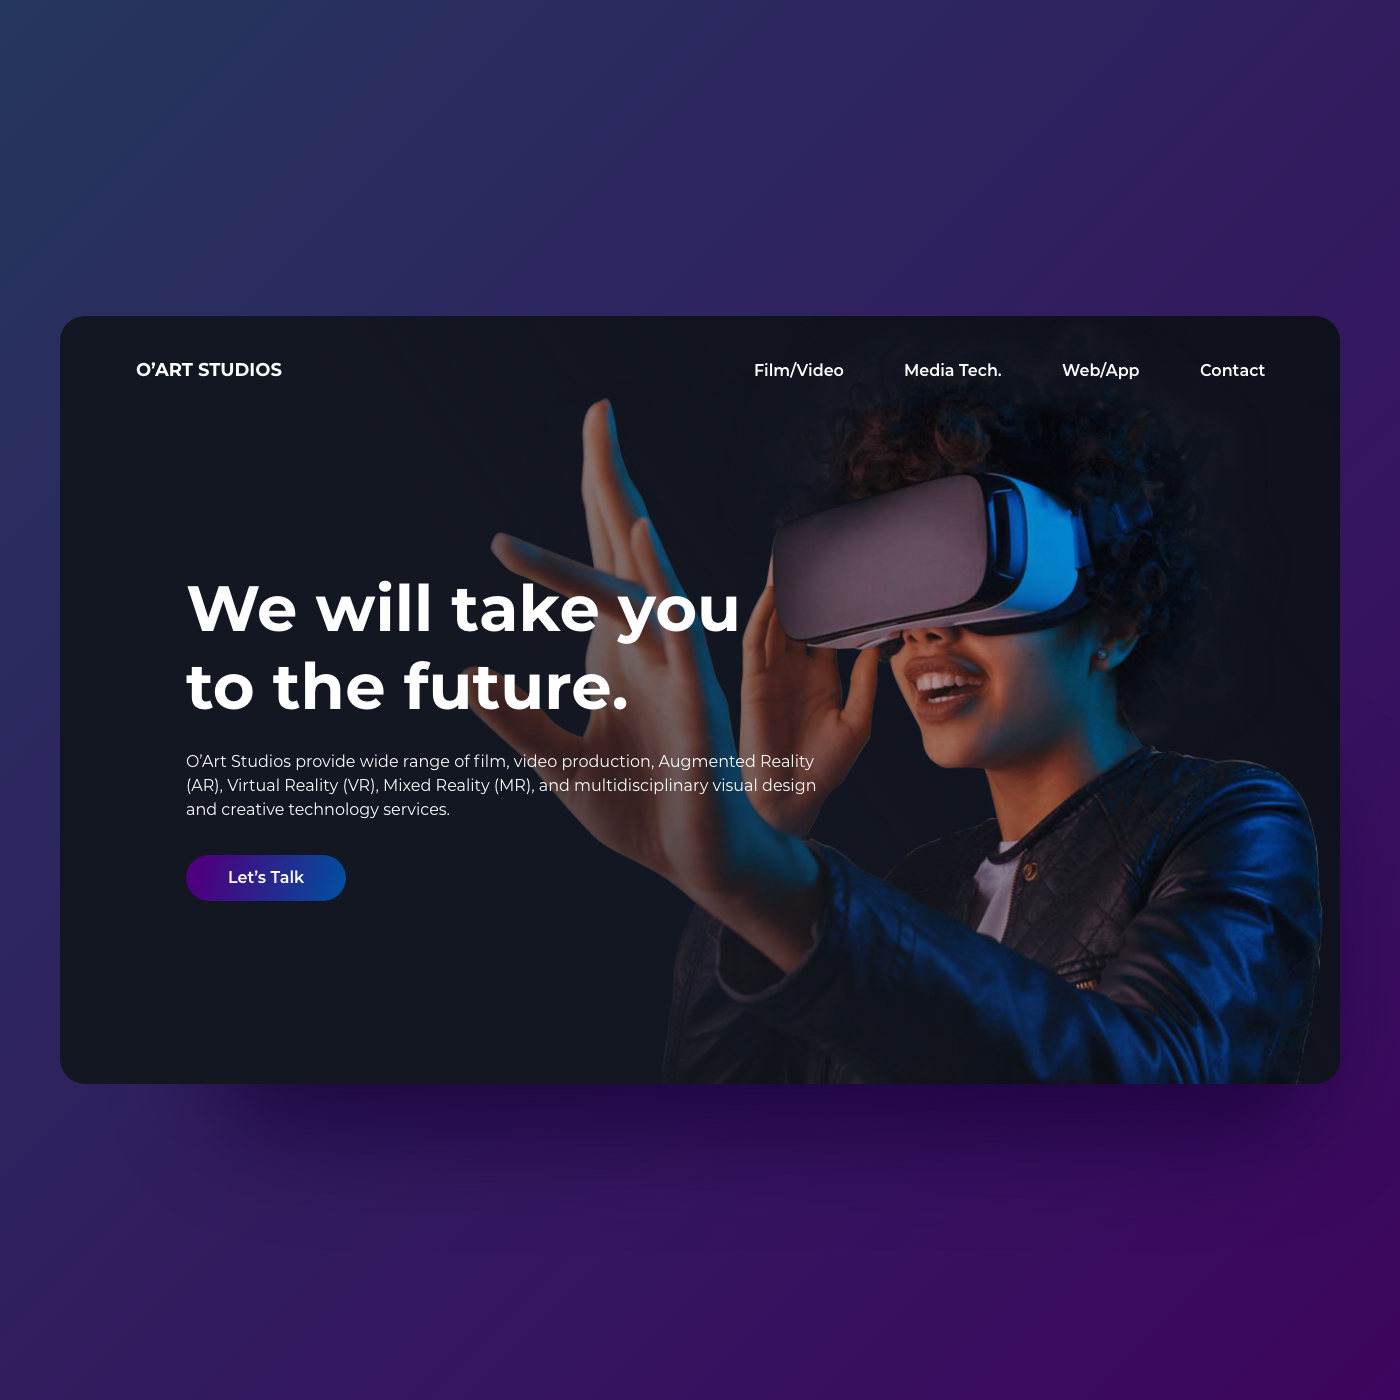 O’ART STUDIOS
Film/Video Media Tech. Web/App Contact
We will take you
to the future.
O’Art Studios provide wide range of film, video production, Augmented Reality
(AR), Virtual Reality (VR), Mixed Reality (MR), and multidisciplinary visual design
and creative technology services.
Let’s Talk